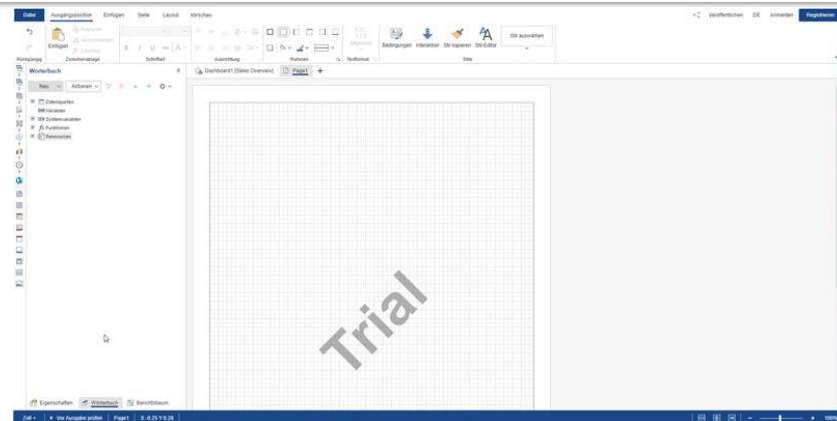 Datei Ausgangsposition Einfügen Seite Layout Vorschau Veröffentlichen DE Anmelden Registrieren
Einfügen
Kopieren
Ausschneiden
Löschen
Bedingungen Interaktion Stil kopieren Stil-Editor
Stil auswählen
Rückgängig Zwischenablage Schriftart Ausrichtung Rahmen Textformat Stile
Wörterbuch
Dashboard1 [Sales Overview] Page1
Neu Aktionen
Datenquellen
Variablen
Systemvariablen
Funktionen
Ressourcen
Trial
Eigenschaften Wörterbuch Berichtsbaum
Zoll Vor Ausgabe prüfen Page1 X:-0.25 Y:9.28 100%